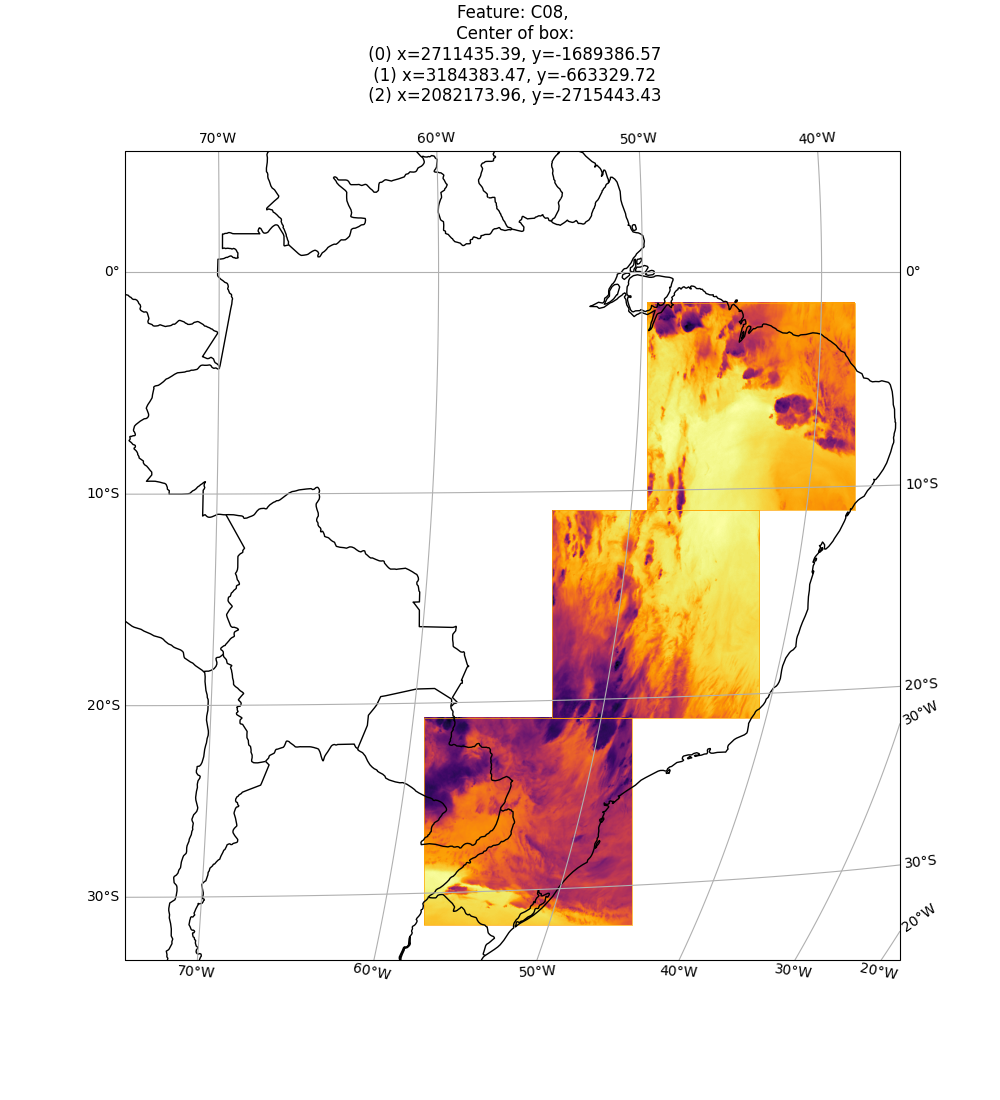 Feature: C08,
Center of box:
(0) x=2711435.39, y=-1689386.57
(1) x=3184383.47, y=-663329.72
(2) x=2082173.96, y=-2715443.43
70°W 60°W 50°W 40°W
0° 0°
10°S 10°S
20°S 20°S
30°W
30°S 30°S
20°W
70°W 60°W 50°W 40°W 30°W 20°W